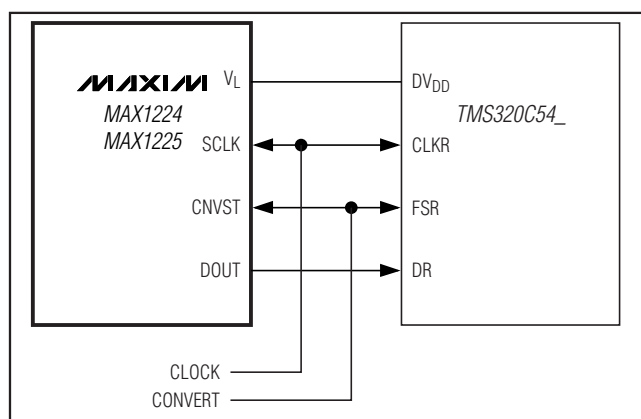 MAXIM
MAX1224
MAX1225
VL
SCLK
CNVST
DOUT
DVDD
TMS320C54_
CLKR
FSR
DR
CLOCK
CONVERT